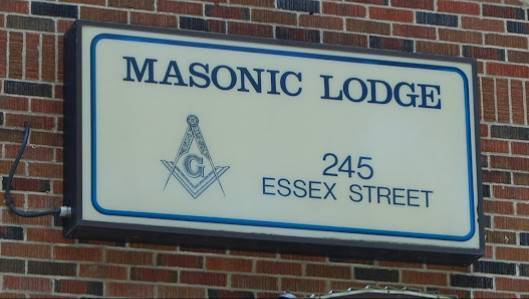 MASONIC LODGE
G
245
ESSEX STREET